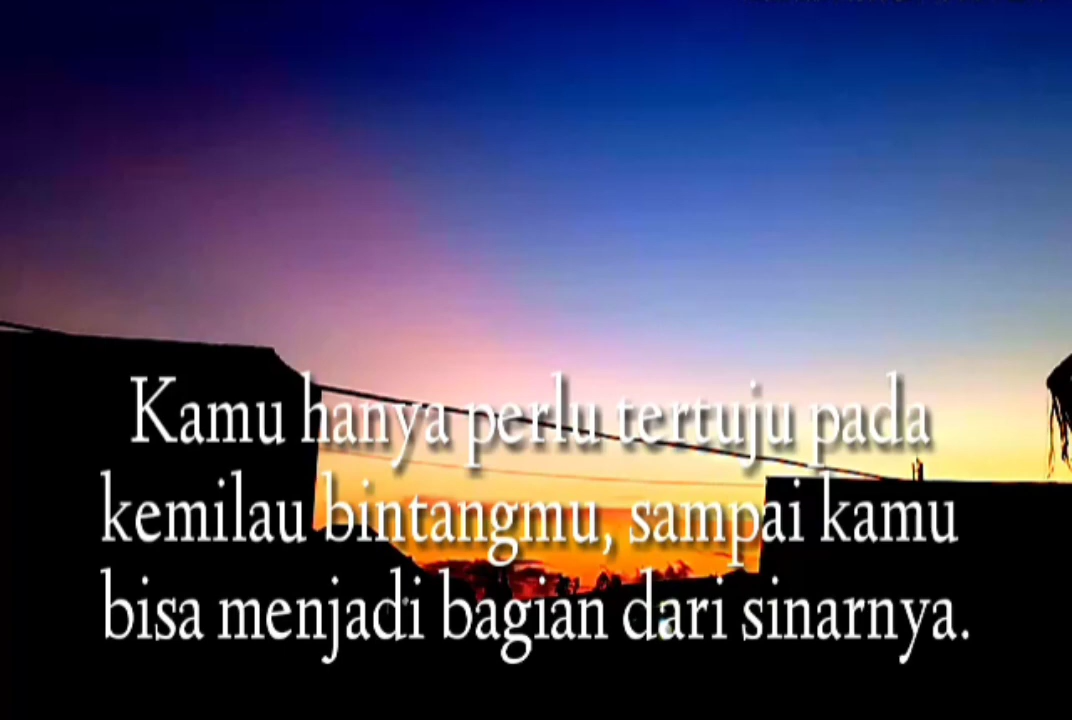 Kamu hanya perlu tertuju pada
kemilau bintangmu, sampai kamu
bisa menjadi bagian dari sinarnya.